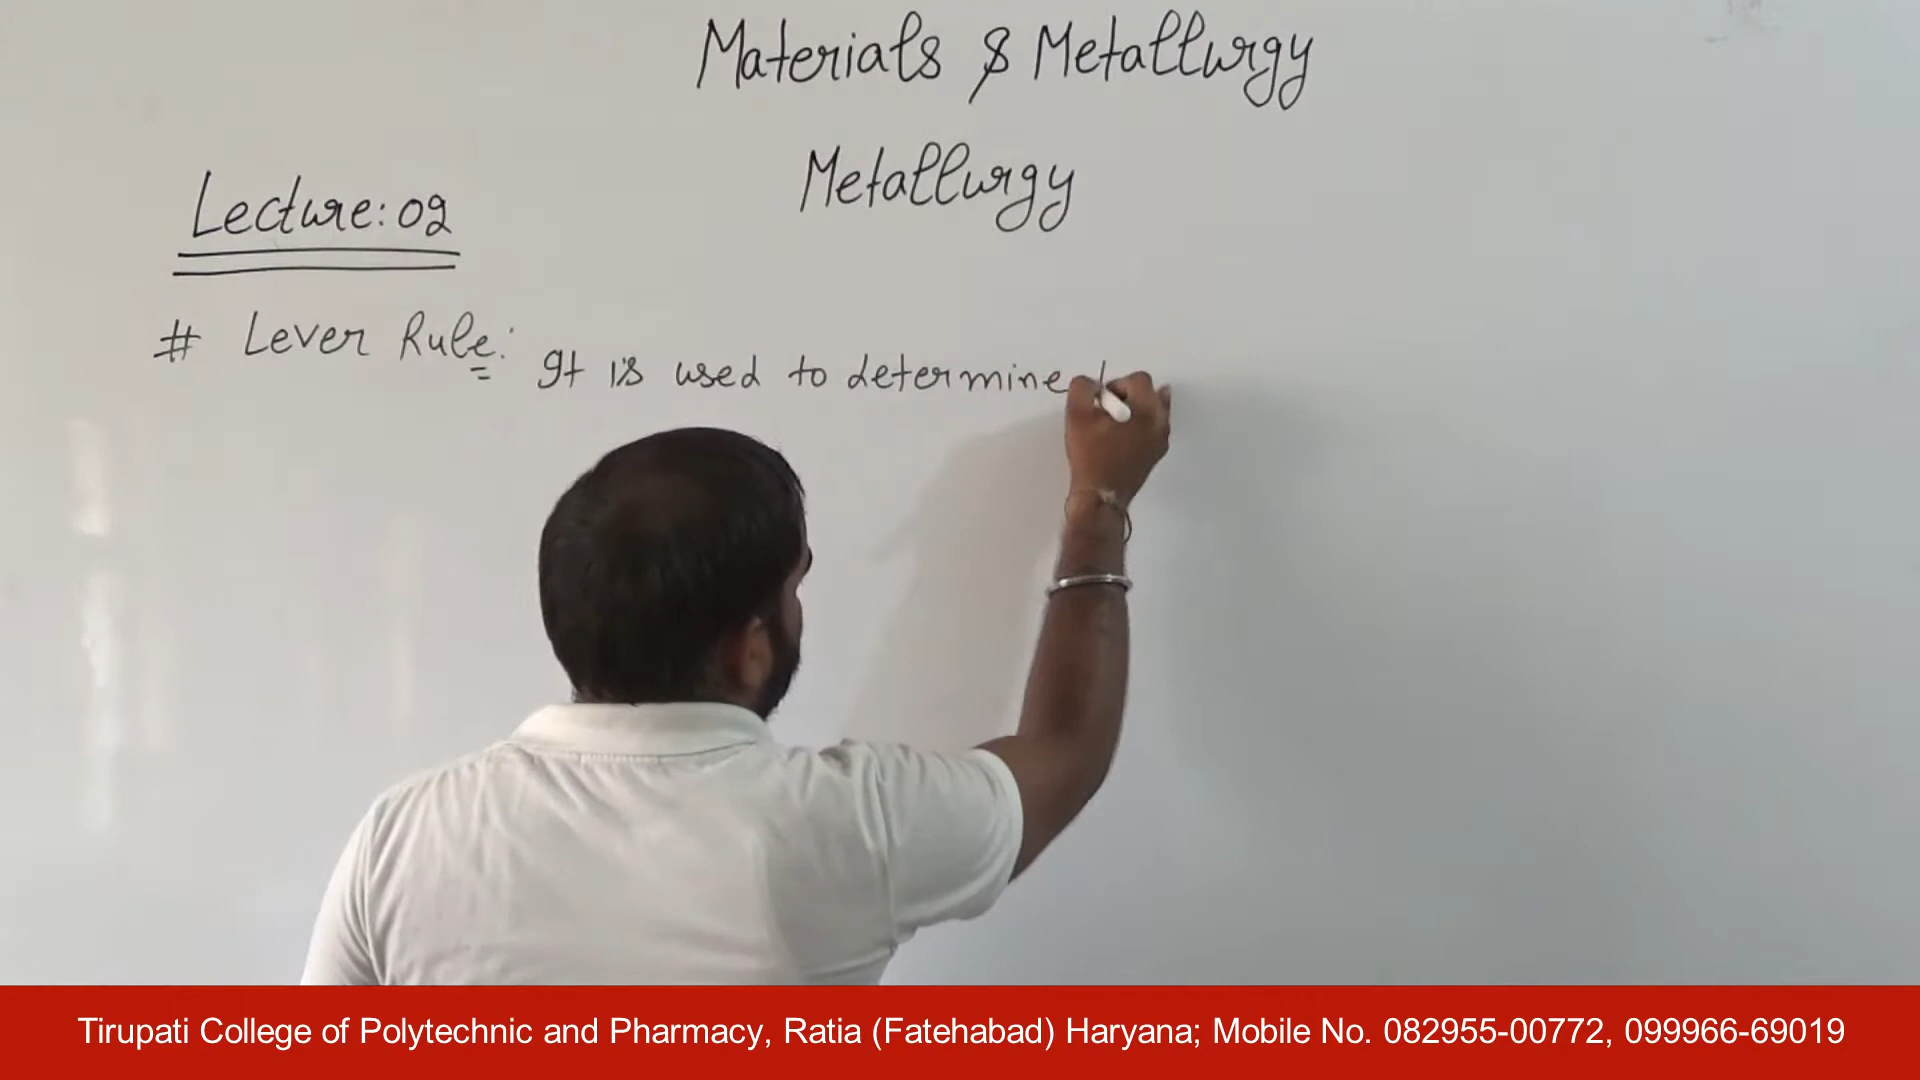 Materials & Metallurgy
Metallurgy
Lecture: 02
# Lever Rule:
It is used to determine
Tirupati College of Polytechnic and Pharmacy, Ratia (Fatehabad) Haryana; Mobile No. 082955-00772, 099966-69019